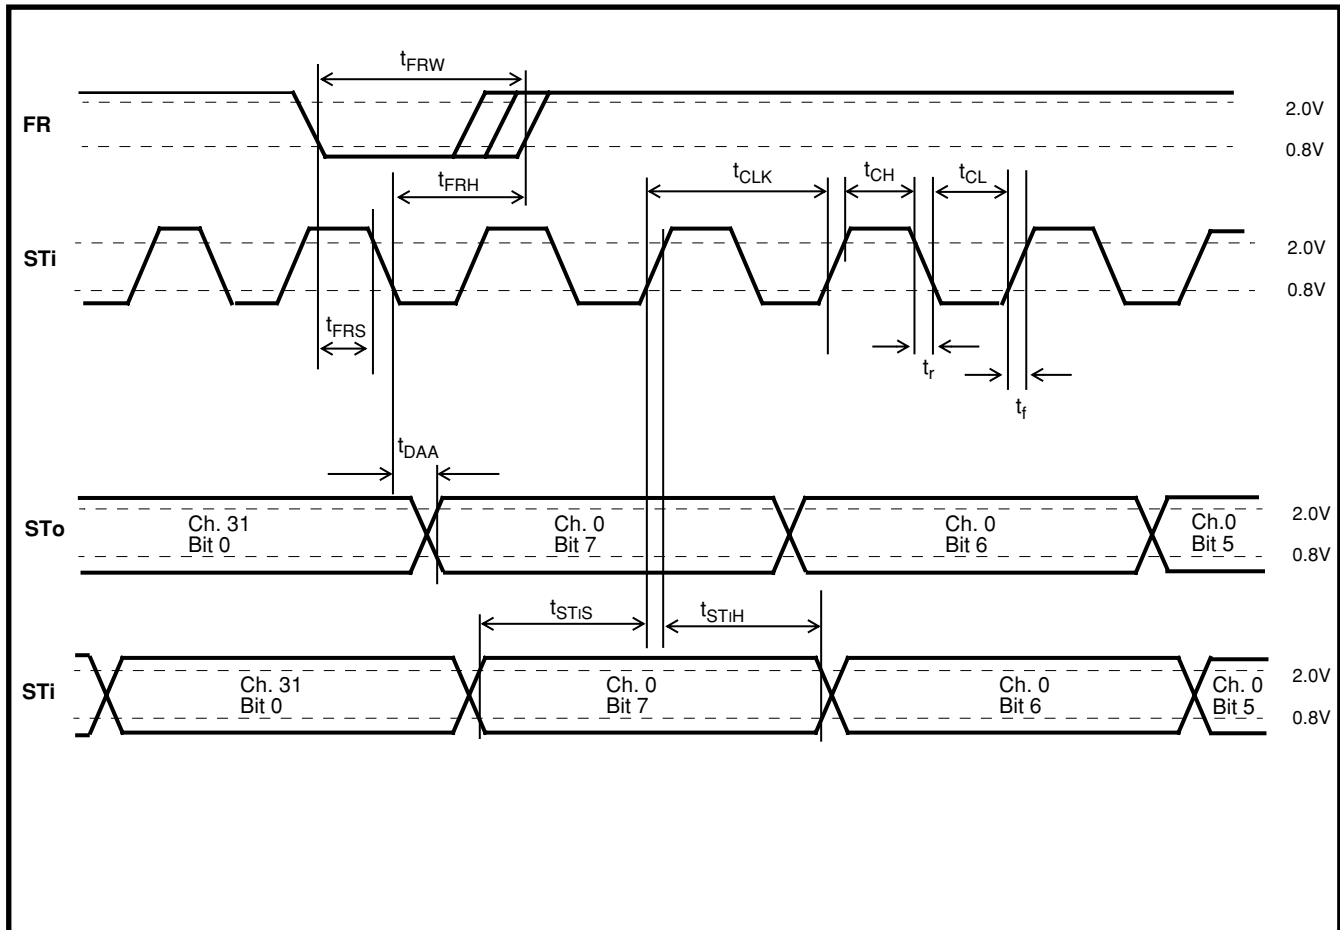 tFRW
FR
2.0V
0.8V
tFRH
tCLK
tCH
tCL
STi
2.0V
0.8V
tFRS
tr
tf
tDAA
STo
Ch. 31
Bit 0
Ch. 0
Bit 7
Ch. 0
Bit 6
Ch.0
Bit 5
2.0V
0.8V
tSTiS
tSTiH
STi
Ch. 31
Bit 0
Ch. 0
Bit 7
Ch. 0
Bit 6
Ch. 0
Bit 5
2.0V
0.8V